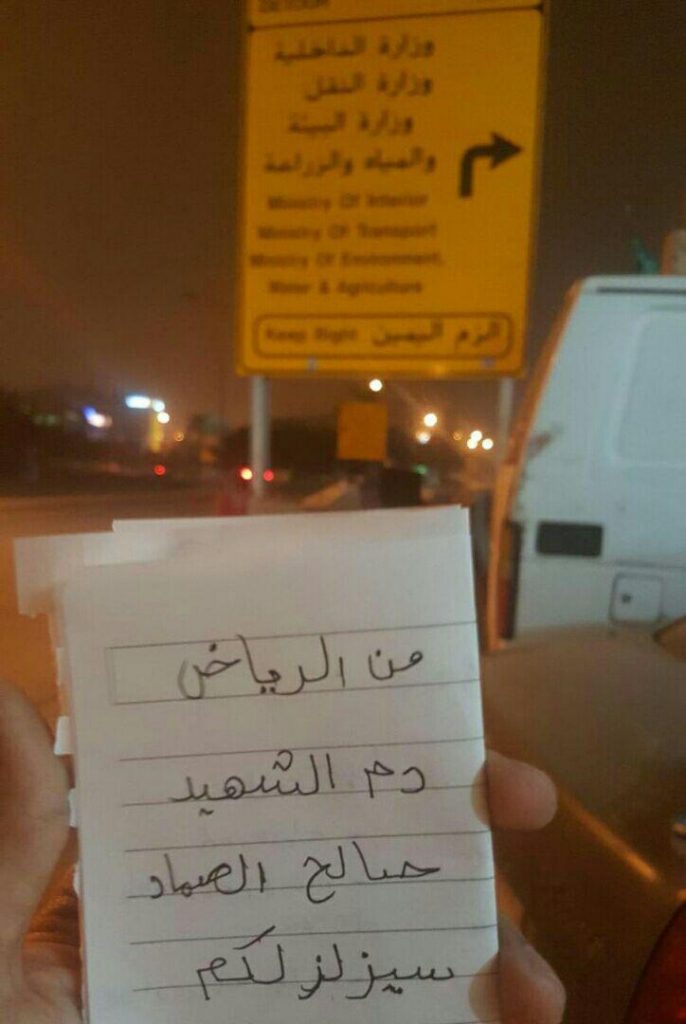 DETOUR
وزارة الداخلية
وزارة النقل
وزارة البيئة
والمياه والزراعة
Ministry Of Interior
Ministry Of Transport
Ministry Of Environment,
Water & Agriculture
Keep Right الزم اليمين
من الرياض
دم الشهيد
صالح الصماد
سيزلزلكم